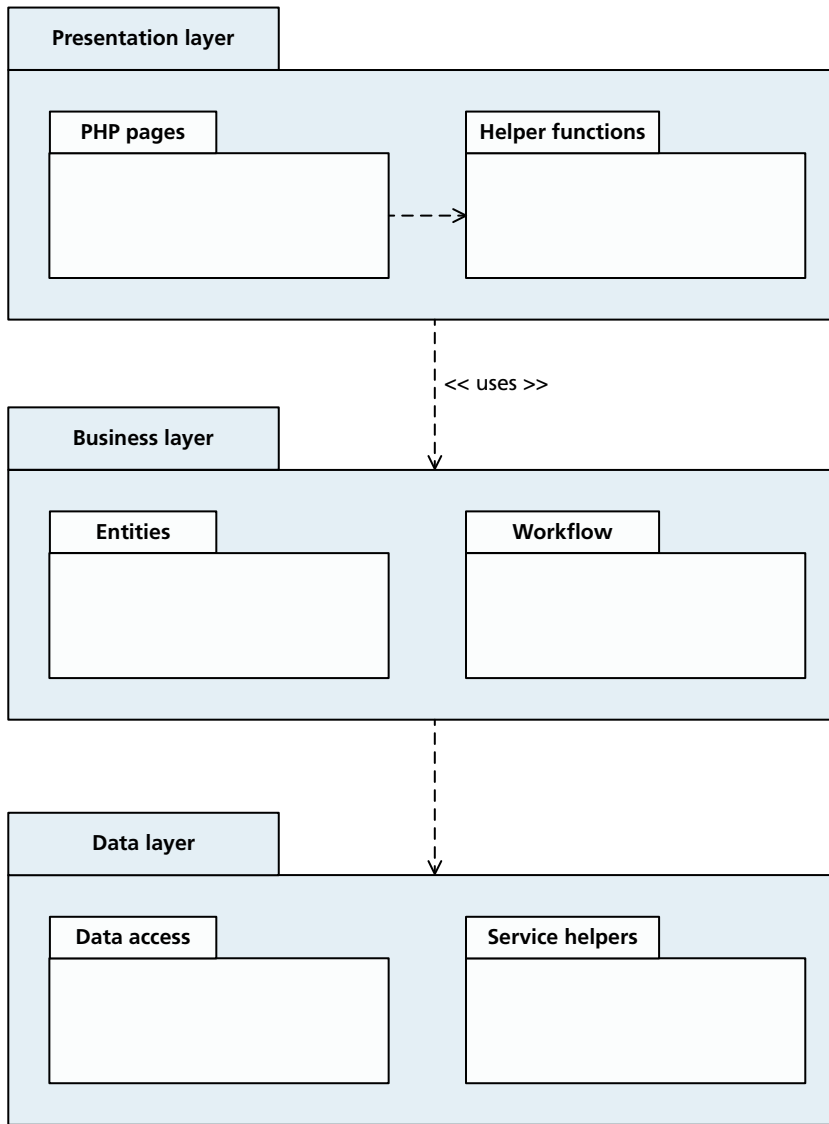 Presentation layer
PHP pages
Helper functions
<< uses >>
Business layer
Entities
Workflow
Data layer
Data access
Service helpers